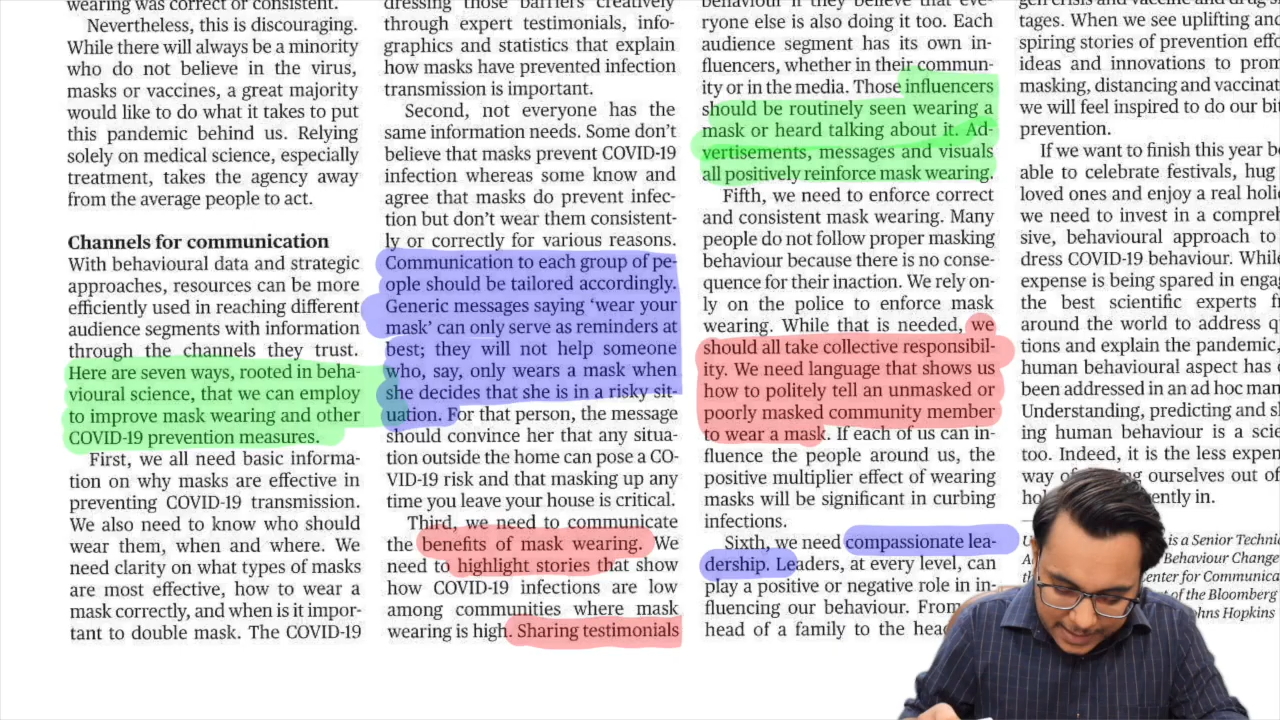 wearing was correct or consistent.
Nevertheless, this is discouraging.
While there will always be a minority
who do not believe in the virus,
masks or vaccines, a great majority
would like to do what it takes to put
this pandemic behind us. Relying
solely on medical science, especially
treatment, takes the agency away
from the average people to act.
Channels for communication
With behavioural data and strategic
approaches, resources can be more
efficiently used in reaching different
audience segments with information
through the channels they trust.
Here are seven ways, rooted in beha-
vioural science, that we can employ
to improve mask wearing and other
COVID-19 prevention measures.
First, we all need basic informa-
tion on why masks are effective in
preventing COVID-19 transmission.
We also need to know who should
wear them, when and where. We
need clarity on what types of masks
are most effective, how to wear a
mask correctly, and when is it impor-
tant to double mask. The COVID-19
dressing those barriers creatively
through expert testimonials, info-
graphics and statistics that explain
how masks have prevented infection
transmission is important.
Second, not everyone has the
same information needs. Some don't
believe that masks prevent COVID-19
infection whereas some know and
agree that masks do prevent infec-
tion but don't wear them consistent-
ly or correctly for various reasons.
Communication to each group of pe-
ople should be tailored accordingly.
Generic messages saying 'wear your
mask' can only serve as reminders at
best; they will not help someone
who, say, only wears a mask when
she decides that she is in a risky sit-
uation. For that person, the message
should convince her that any situa-
tion outside the home can pose a CO-
VID-19 risk and that masking up any
time you leave your house is critical.
Third, we need to communicate
the benefits of mask wearing. We
need to highlight stories that show
how COVID-19 infections are low
among communities where mask
wearing is high. Sharing testimonials
behaviour if they believe that eve-
ryone else is also doing it too. Each
audience segment has its own in-
fluencers, whether in their commun-
ity or in the media. Those influencers
should be routinely seen wearing a
mask or heard talking about it. Ad-
vertisements, messages and visuals
all positively reinforce mask wearing.
Fifth, we need to enforce correct
and consistent mask wearing. Many
people do not follow proper masking
behaviour because there is no conse-
quence for their inaction. We rely on-
ly on the police to enforce mask
wearing. While that is needed, we
should all take collective responsibil-
ity. We need language that shows us
how to politely tell an unmasked or
poorly masked community member
to wear a mask. If each of us can in-
fluence the people around us, the
positive multiplier effect of wearing
masks will be significant in curbing
infections.
Sixth, we need compassionate lea-
dership. Leaders, at every level, can
play a positive or negative role in in-
fluencing our behaviour. From
head of a family to the
and vaccine and
tages. When we see uplifting and
spiring stories of prevention
ideas and innovations to
masking, distancing and
we will feel inspired to do our
prevention.
If we want to finish this year
able to celebrate festivals, hug
loved ones and enjoy a real
we need to invest in a
sive, behavioural approach to
dress COVID-19 behaviour.
expense is being spared in
the best scientific experts
around the world to address
tions and explain the pandemic,
human behavioural aspect has
been addressed in an ad hoc
Understanding, predicting and
ing human behaviour is a
too. Indeed, it is the less
way ourselves out of
in.
is a Senior
Behaviour Change
of the Bloomberg
Hopkins